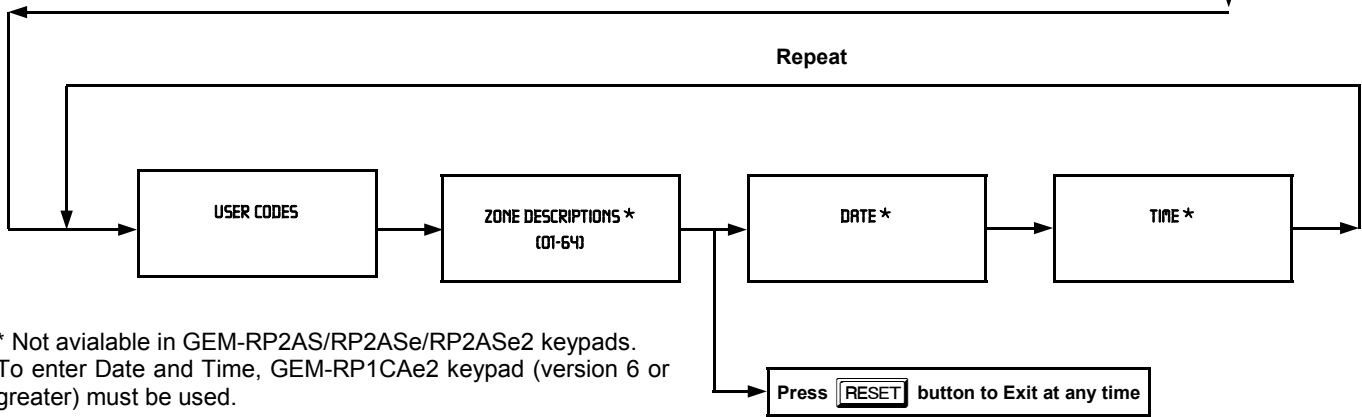 Repeat
USER CODES
ZONE DESCRIPTIONS *
(01-64)
DATE *
TIME *
* Not avialable in GEM-RP2AS/RP2ASe/RP2ASe2 keypads.
To enter Date and Time, GEM-RP1CAe2 keypad (version 6 or
greater) must be used.
Press RESET button to Exit at any time